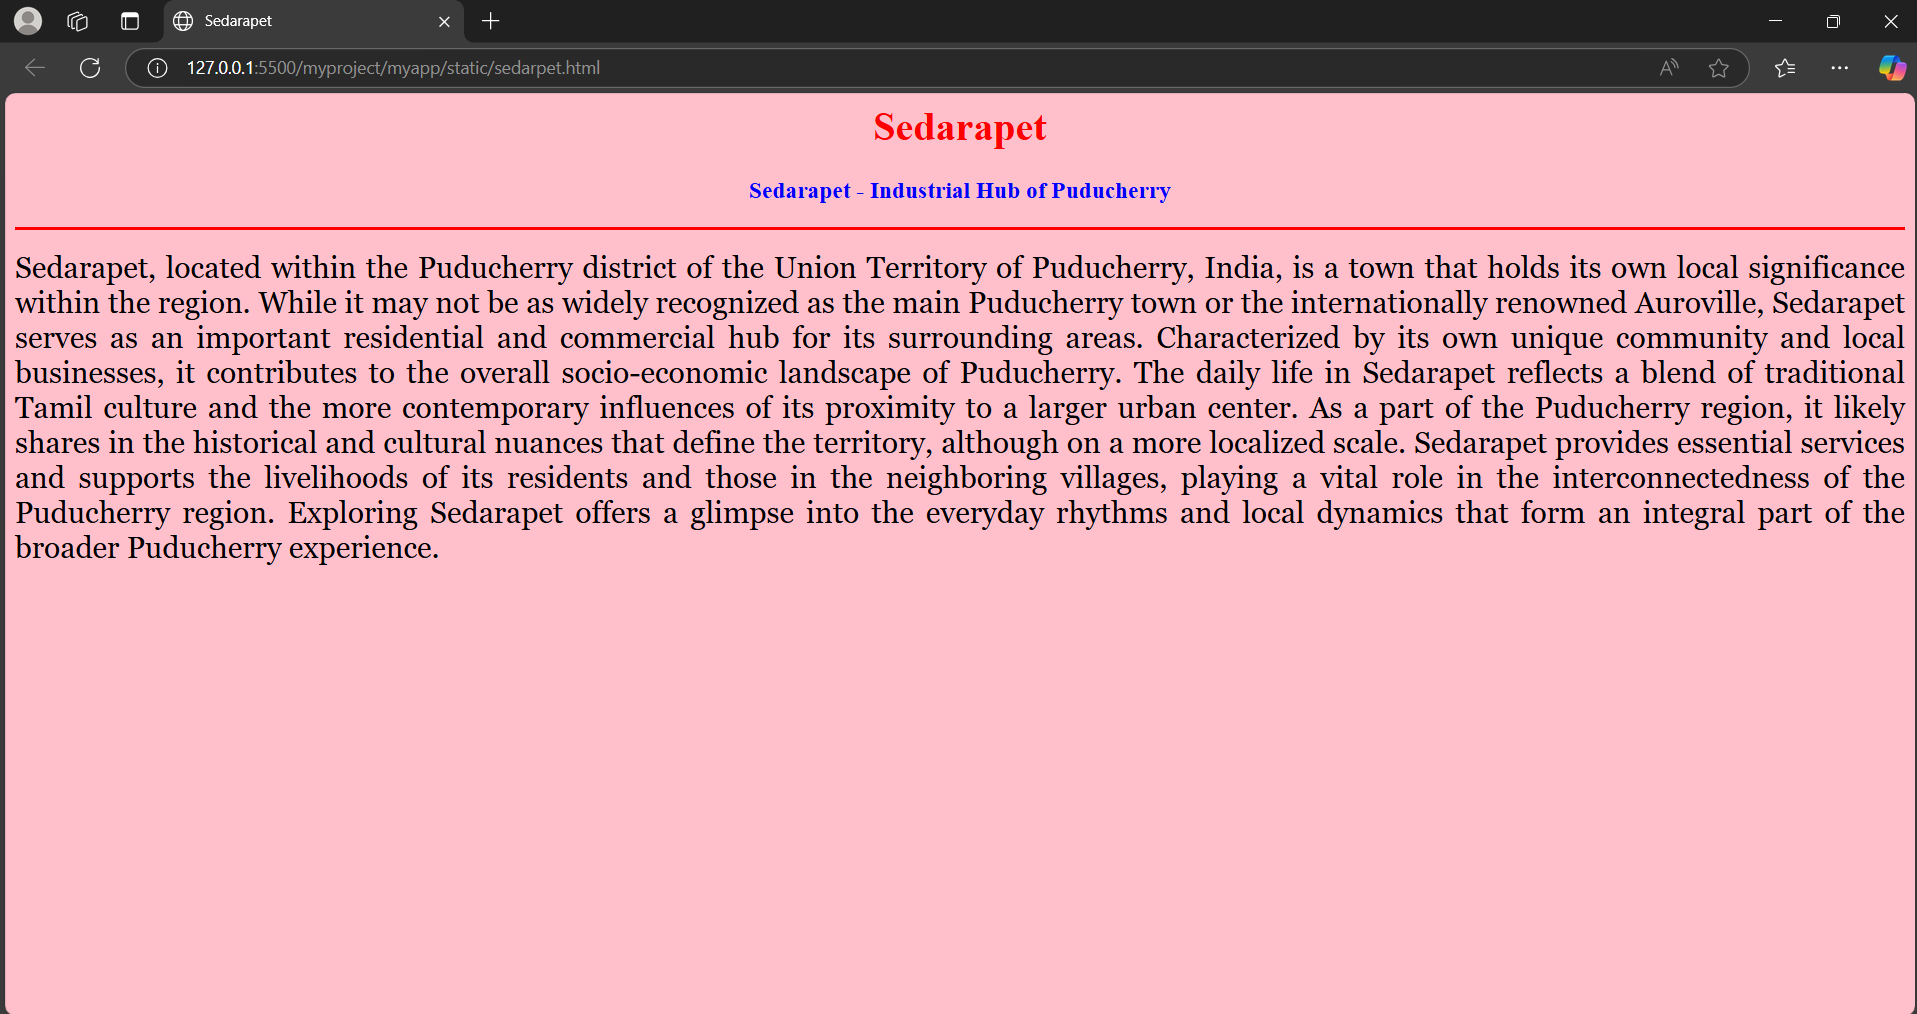 Sedarapet
127.0.0.1:5500/myproject/myapp/static/sedarpet.html
Sedarapet
Sedarapet - Industrial Hub of Puducherry
Sedarapet, located within the Puducherry district of the Union Territory of Puducherry, India, is a town that holds its own local significance
within the region. While it may not be as widely recognized as the main Puducherry town or the internationally renowned Auroville, Sedarapet
serves as an important residential and commercial hub for its surrounding areas. Characterized by its own unique community and local
businesses, it contributes to the overall socio-economic landscape of Puducherry. The daily life in Sedarapet reflects a blend of traditional
Tamil culture and the more contemporary influences of its proximity to a larger urban center. As a part of the Puducherry region, it likely
shares in the historical and cultural nuances that define the territory, although on a more localized scale. Sedarapet provides essential services
and supports the livelihoods of its residents and those in the neighboring villages, playing a vital role in the interconnectedness of the
Puducherry region. Exploring Sedarapet offers a glimpse into the everyday rhythms and local dynamics that form an integral part of the
broader Puducherry experience.